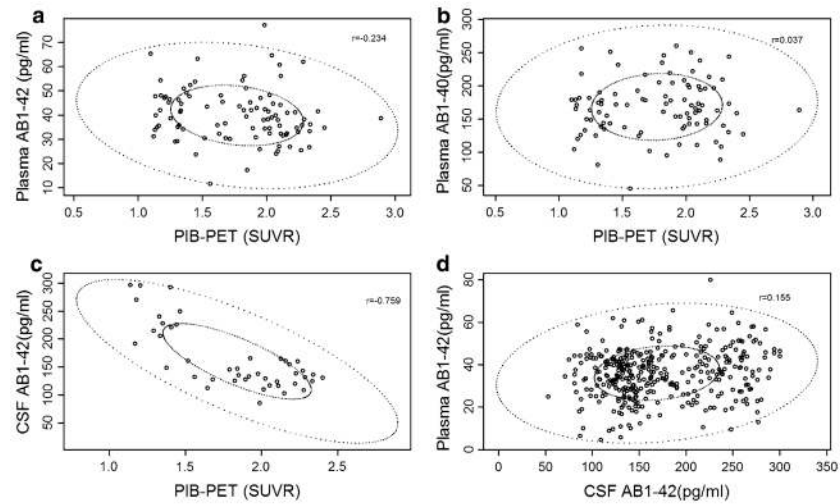 a
r=-0.234
Plasma AB1-42 (pg/ml)
70
60
50
40
30
20
10
0.5 1.0 1.5 2.0 2.5 3.0
PIB-PET (SUVR)
b
r=0.037
Plasma AB1-40(pg/ml)
300
250
200
150
100
50
0.5 1.0 1.5 2.0 2.5 3.0
PIB-PET (SUVR)
c
r=-0.759
CSF AB1-42(pg/ml)
300
250
200
150
100
50
1.0 1.5 2.0 2.5
PIB-PET (SUVR)
d
r=0.155
Plasma AB1-42(pg/ml)
80
60
40
20
0
0 50 100 150 200 250 300 350
CSF AB1-42(pg/ml)